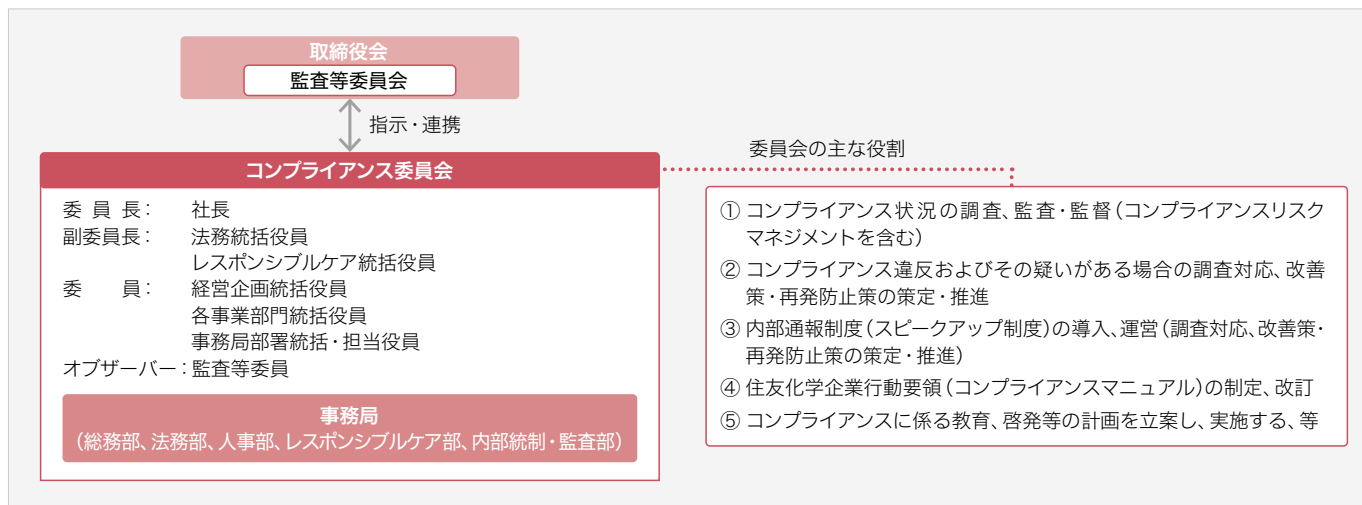 取締役会
監査等委員会
指示・連携
コンプライアンス委員会
委員長： 社長
副委員長： 法務統括役員
レスポンシブルケア統括役員
委　員： 経営企画統括役員
各事業部門統括役員
事務局部署統括・担当役員
オブザーバー：監査等委員
事務局
（総務部、法務部、人事部、レスポンシブルケア部、内部統制・監査部）
委員会の主な役割
① コンプライアンス状況の調査、監査・監督（コンプライアンスリスク
マネジメントを含む）
② コンプライアンス違反およびその疑いがある場合の調査対応、改善
策・再発防止策の策定・推進
③ 内部通報制度（スピークアップ制度）の導入、運営（調査対応、改善策・
再発防止策の策定・推進）
④ 住友化学企業行動要領（コンプライアンスマニュアル）の制定、改訂
⑤ コンプライアンスに係る教育、啓発等の計画を立案し、実施する、等